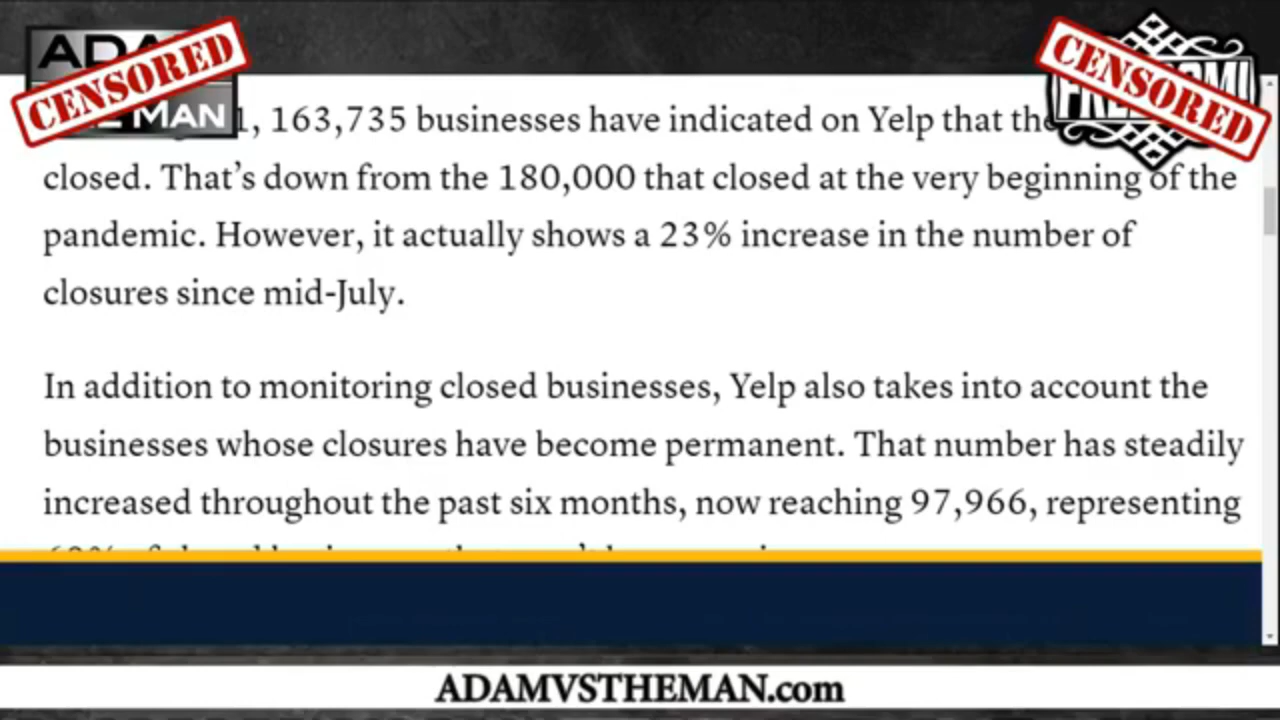 ADA
CENSORED
MAN
CENSORED
1, 163,735 businesses have indicated on Yelp that
closed. That’s down from the 180,000 that closed at the very beginning of the
pandemic. However, it actually shows a 23% increase in the number of
closures since mid-July.
In addition to monitoring closed businesses, Yelp also takes into account the
businesses whose closures have become permanent. That number has steadily
increased throughout the past six months, now reaching 97,966, representing
ADAMVSTHEMAN.com